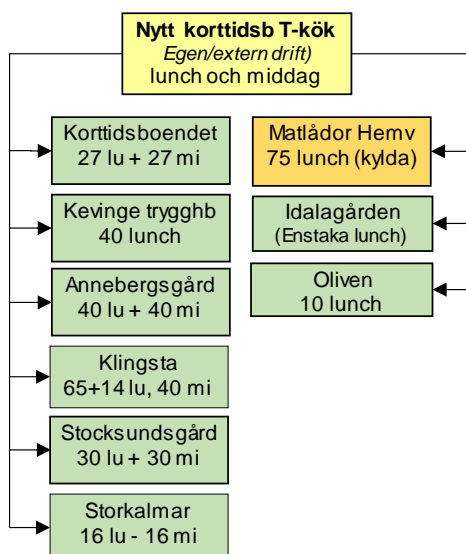 Nytt korttidsb T-kök
Egen/extern drift)
lunch och middag
Korttidsboendet
27 lu + 27 mi
Kevinge trygghb
40 lunch
Annebergsgård
40 lu + 40 mi
Klingsta
65+14 lu, 40 mi
Stocksundsgård
30 lu + 30 mi
Storkalmar
16 lu - 16 mi
Matlådor Hemv
75 lunch (kylda)
Idalagården
(Enstaka lunch)
Oliven
10 lunch